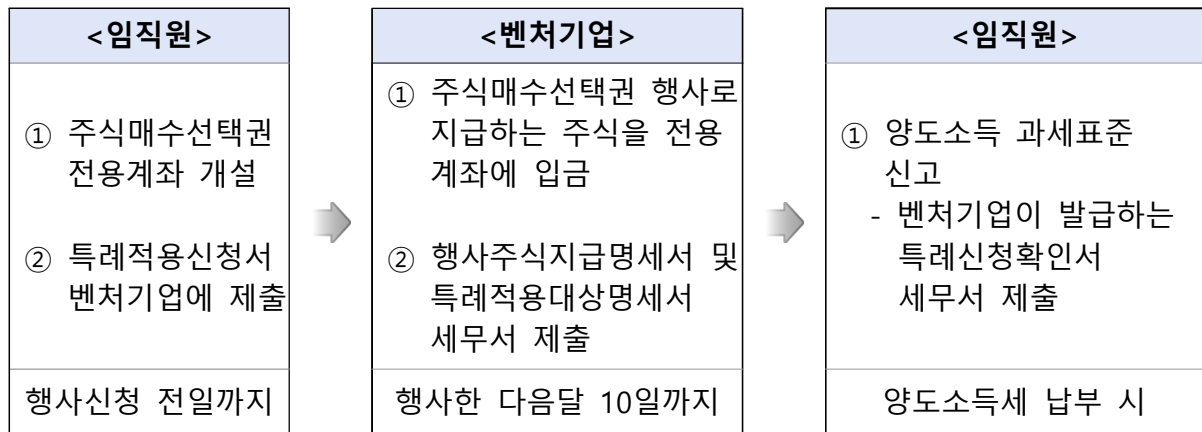 <임직원>
① 주식매수선택권
전용계좌 개설
② 특례적용신청서
벤처기업에 제출
행사신청 전일까지
<벤처기업>
① 주식매수선택권 행사로
지급하는 주식을 전용
계좌에 입금
② 행사주식지급명세서 및
특례적용대상명세서
세무서 제출
행사한 다음달 10일까지
<임직원>
① 양도소득 과세표준
신고
- 벤처기업이 발급하는
특례신청확인서
세무서 제출
양도소득세 납부 시